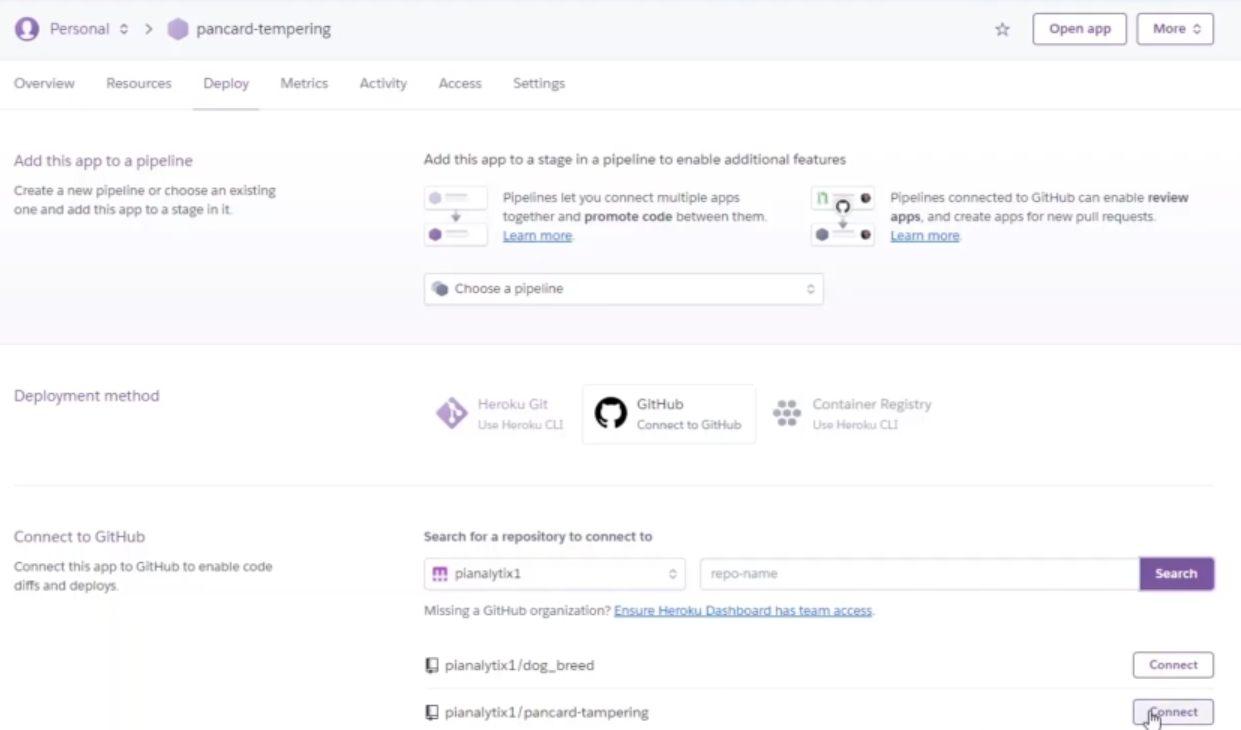 Personal > pancard-tempering Open app More
Overview Resources Deploy Metrics Activity Access Settings
Add this app to a pipeline
Create a new pipeline or choose an existing
one and add this app to a stage in it.
Add this app to a stage in a pipeline to enable additional features
Pipelines let you connect multiple apps
together and promote code between them.
Learn more.
Pipelines connected to GitHub can enable review
apps, and create apps for new pull requests.
Learn more.
Choose a pipeline
Deployment method
Heroku Git
Use Heroku CLI
GitHub
Connect to GitHub
Container Registry
Use Heroku CLI
Connect to GitHub
Connect this app to GitHub to enable code
diffs and deploys.
Search for a repository to connect to
pianalytix1 repo-name Search
Missing a GitHub organization? Ensure Heroku Dashboard has team access.
pianalytix1/dog_breed Connect
pianalytix1/pancard-tampering Connect